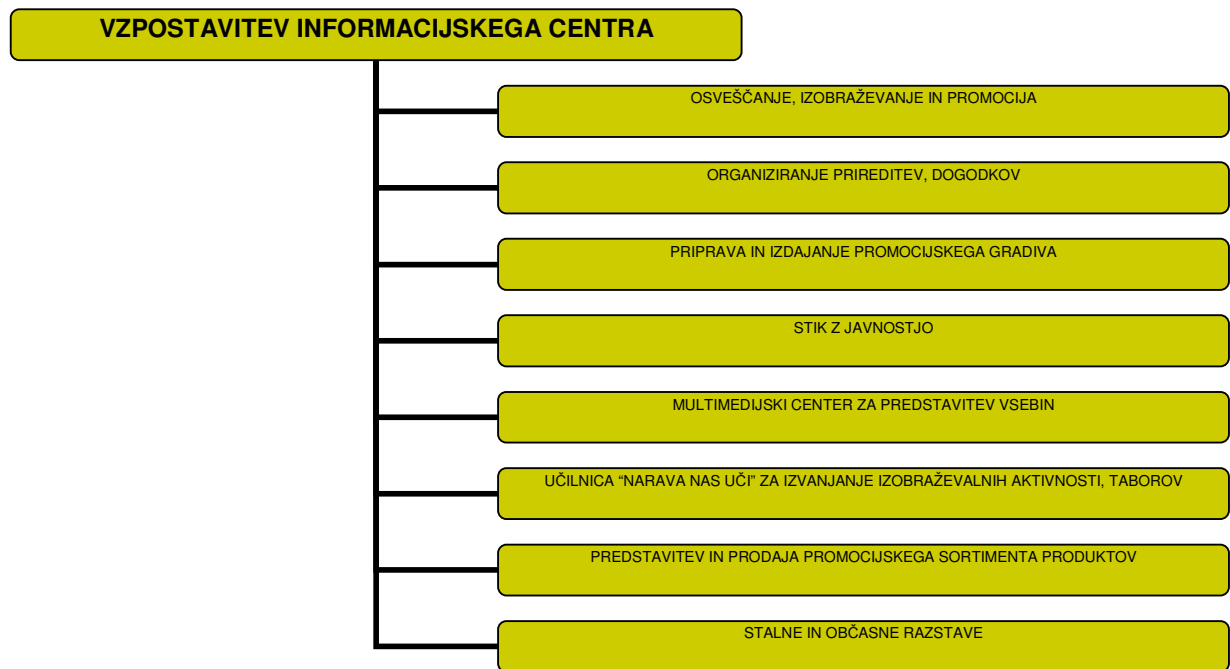 VZPOSTAVITEV INFORMACIJSKEGA CENTRA
OSVEŠČANJE, IZOBRAŽEVANJE IN PROMOCIJA
ORGANIZIRANJE PRIREDITEV, DOGODKOV
PRIPRAVA IN IZDAJANJE PROMOCIJSKEGA GRADIVA
STIK Z JAVNOSTJO
MULTIMEDIJSKI CENTER ZA PREDSTAVITEV VSEBIN
UČILNICA “NARAVA NAS UČI” ZA IZVANJANJE IZOBRAŽEVALNIH AKTIVNOSTI, TABOROV
PREDSTAVITEV IN PRODAJA PROMOCIJSKEGA SORTIMENTA PRODUKTOV
STALNE IN OBČASNE RAZSTAVE